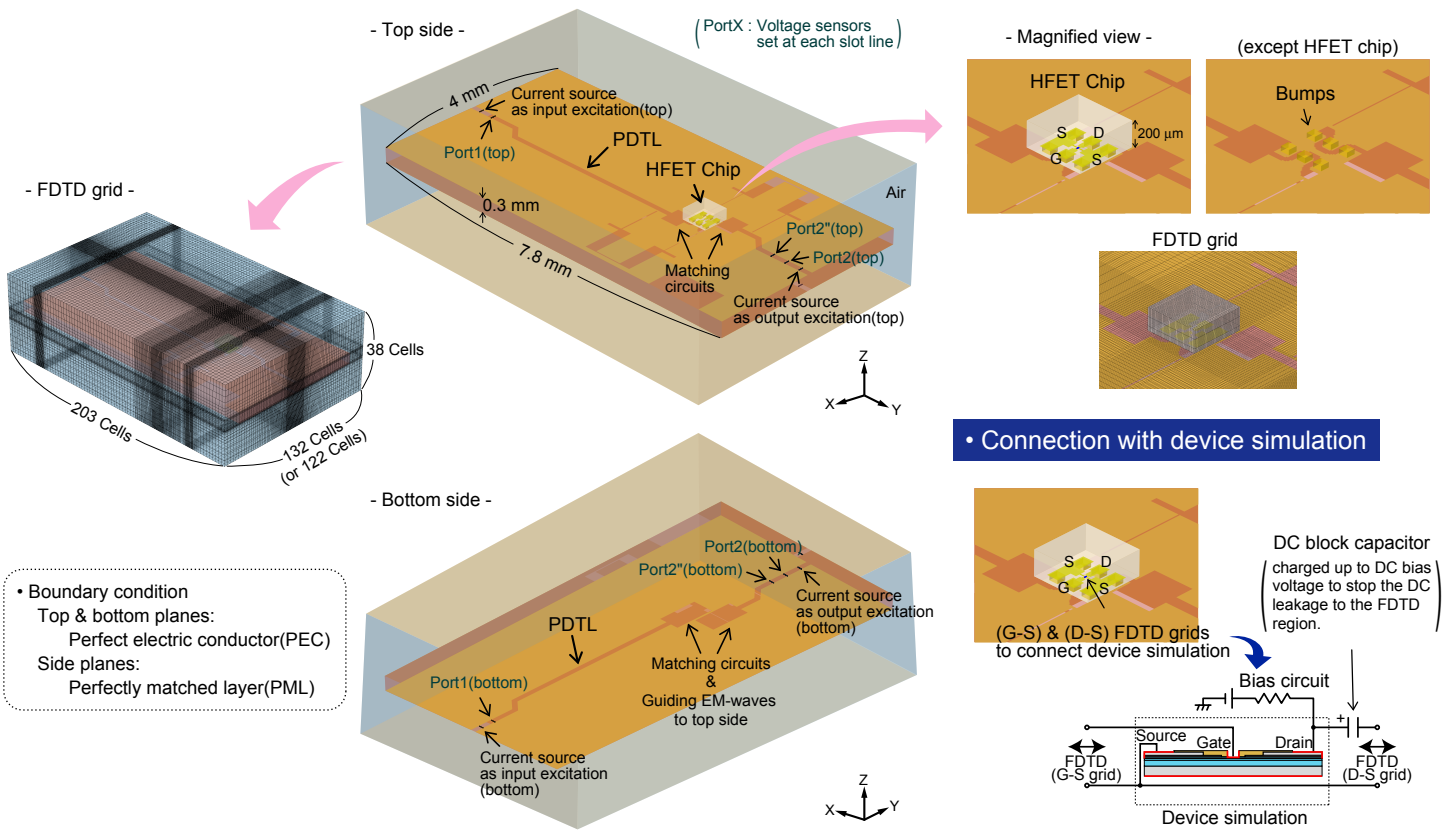 - Top side -
(PortX : Voltage sensors
set at each slot line)
4 mm
Current source
as input excitation(top)
Port1(top)
PDTL
HFET Chip
Air
0.3 mm
7.8 mm
Matching
circuits
Port2"(top)
Port2(top)
Current source
as output excitation(top)
Z
X
Y
- FDTD grid -
38 Cells
203 Cells
132 Cells
(or 122 Cells)
- Magnified view -
HFET Chip
S
D
G
S
200 μm
(except HFET chip)
Bumps
FDTD grid
- Bottom side -
Port2(bottom)
Port2"(bottom)
Current source
as output excitation
(bottom)
PDTL
Matching circuits
&
Guiding EM-waves
to top side
Port1(bottom)
Current source
as input excitation
(bottom)
Z
X
Y
• Boundary condition
Top & bottom planes:
Perfect electric conductor(PEC)
Side planes:
Perfectly matched layer(PML)
• Connection with device simulation
S
D
G
S
(G-S) & (D-S) FDTD grids
to connect device simulation
DC block capacitor
(charged up to DC bias
voltage to stop the DC
leakage to the FDTD
region.)
Bias circuit
+
Source
Gate
Drain
FDTD
(G-S grid)
FDTD
(D-S grid)
Device simulation